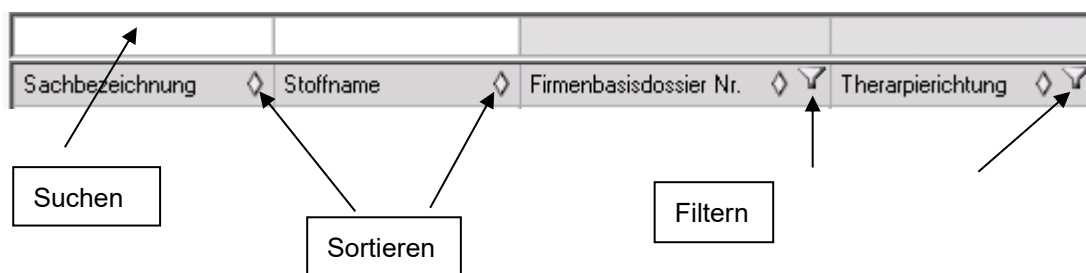 Sachbezeichnung Stoffname Firmenbasisdossier Nr. Therarpierichtung
Suchen
Filtern
Sortieren